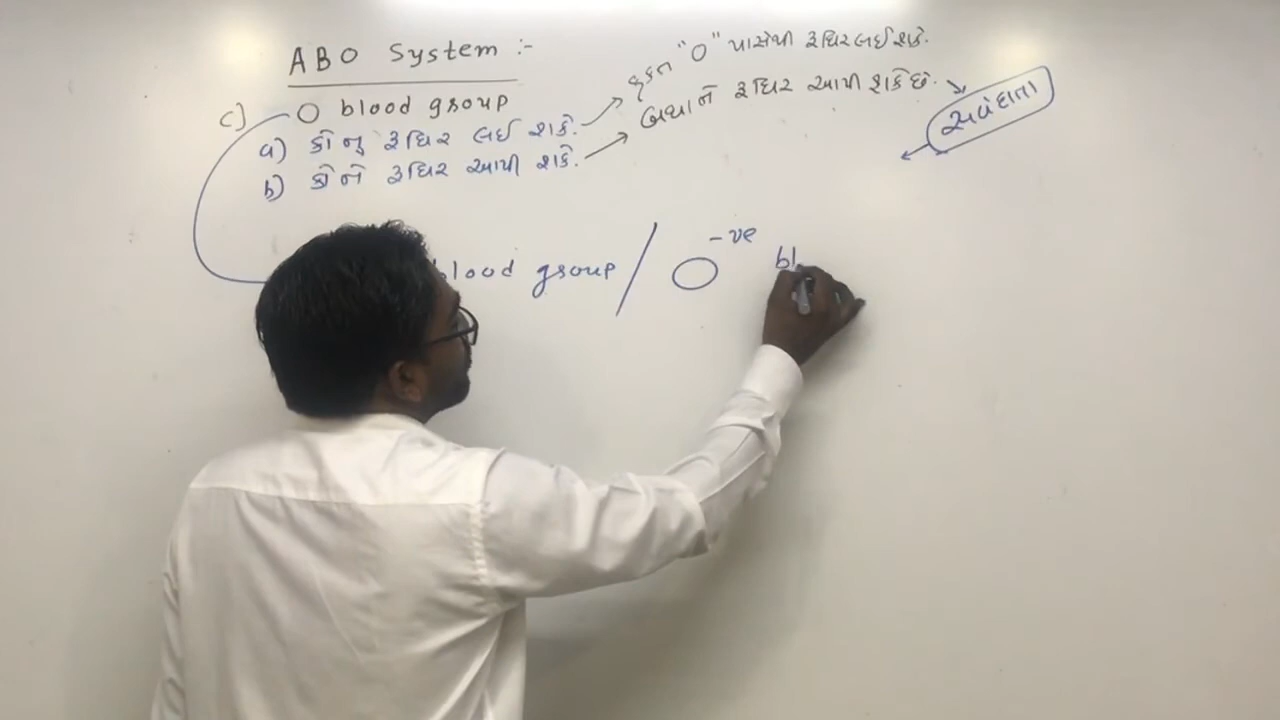 ABO System :-
c) O blood group
ફક્ત "O" પાસેથી રૂધિર લઈ શકે.
a) કોનુ રૂધિર લઈ શકે.
બધાને રૂધિર આપી શકે છે.
b) કોને રૂધિર આપી શકે.
સર્વદાતા
blood group / O -ve bl